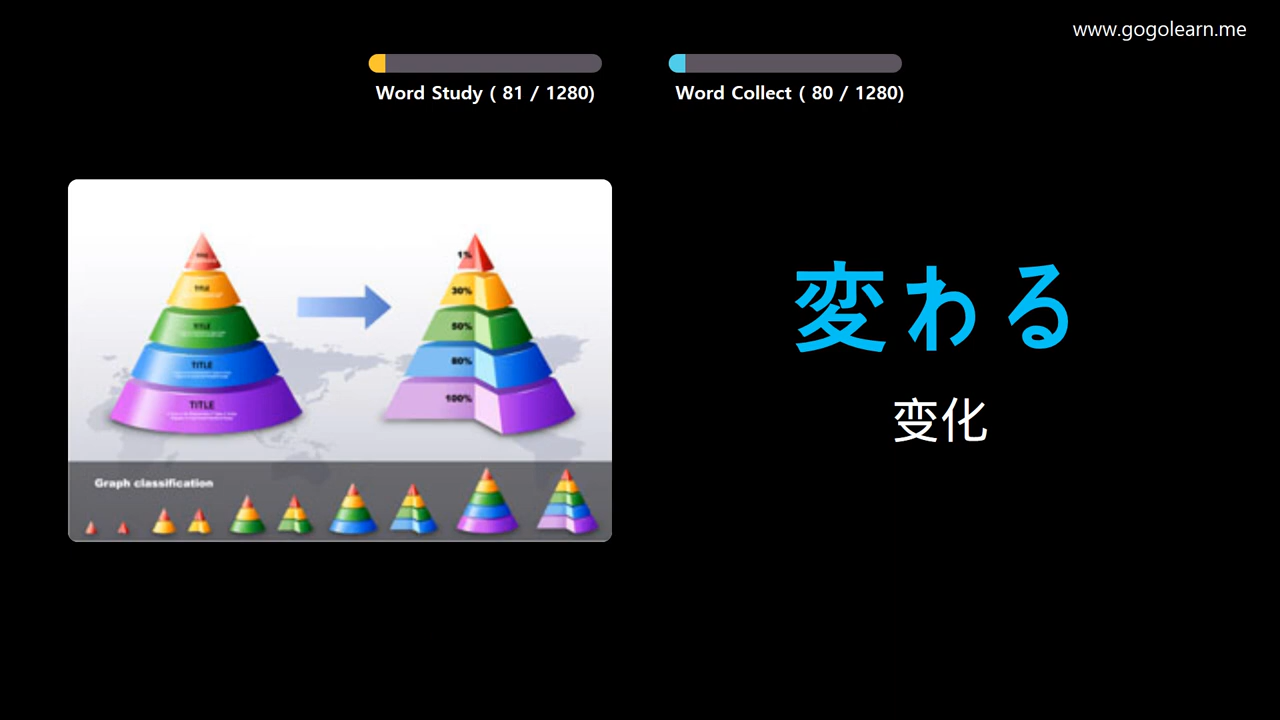 www.gogolearn.me
Word Study ( 81 / 1280)
Word Collect ( 80 / 1280)
TITLE
TITLE
TITLE
TITLE
1%
30%
50%
80%
100%
Graph classification
変わる
变化